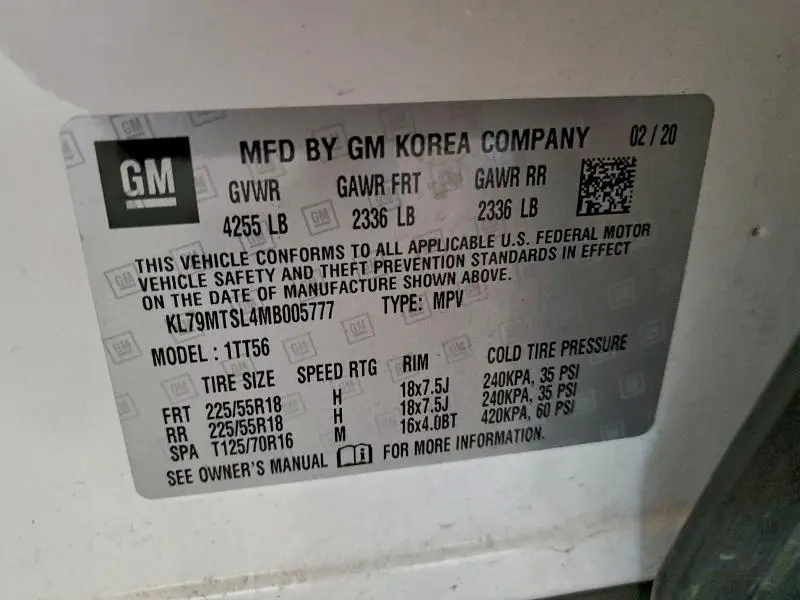 GM
MFD BY GM KOREA COMPANY 02 / 20
GVWR GAWR FRT GAWR RR
4255 LB 2336 LB 2336 LB
THIS VEHICLE CONFORMS TO ALL APPLICABLE U.S. FEDERAL MOTOR
VEHICLE SAFETY AND THEFT PREVENTION STANDARDS IN EFFECT
ON THE DATE OF MANUFACTURE SHOWN ABOVE.
KL79MTSL4MB005777 TYPE: MPV
MODEL : 1TT56
TIRE SIZE SPEED RTG RIM COLD TIRE PRESSURE
FRT 225/55R18 H 18x7.5J 240KPA, 35 PSI
RR 225/55R18 H 18x7.5J 240KPA, 35 PSI
SPA T125/70R16 M 16x4.0BT 420KPA, 60 PSI
SEE OWNER'S MANUAL FOR MORE INFORMATION.